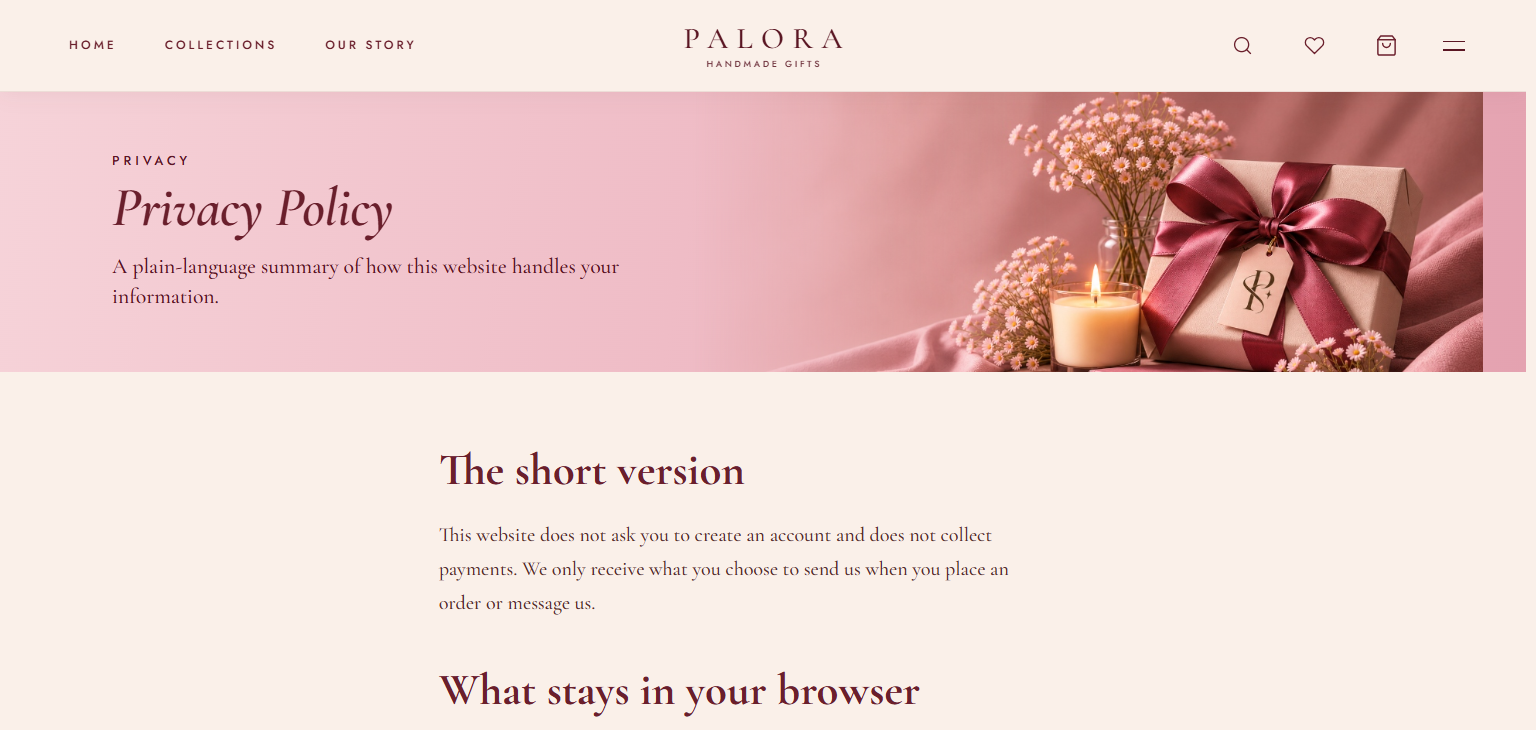 HOME
COLLECTIONS
OUR STORY
PALORA
HANDMADE GIFTS
PRIVACY
Privacy Policy
A plain-language summary of how this website handles your
information.
The short version
This website does not ask you to create an account and does not collect
payments. We only receive what you choose to send us when you place an
order or message us.
What stays in your browser